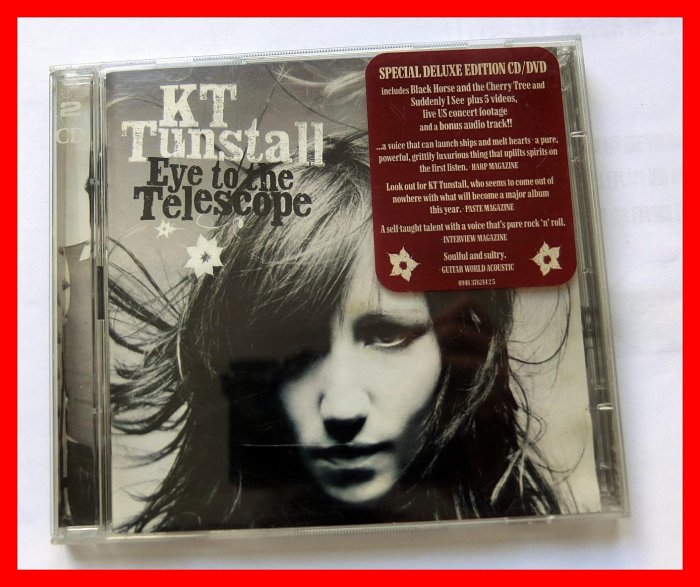 2
CD
KT
Tunstall
Eye to the
Telescope
SPECIAL DELUXE EDITION CD/DVD
includes Black Horse and the Cherry Tree and
Suddenly I See plus 5 videos,
live US concert footage
and a bonus audio track!!
...a voice that can launch ships and melt hearts - a pure,
powerful, grittily luxurious thing that uplifts spirits on
the first listen. - HARP MAGAZINE
Look out for KT Tunstall, who seems to come out of
nowhere with what will become a major album
this year. - PASTE MAGAZINE
A self-taught talent with a voice that's pure rock 'n' roll.
- INTERVIEW MAGAZINE
Soulful and sultry.
- GUITAR WORLD ACOUSTIC
0946 376244 2 5